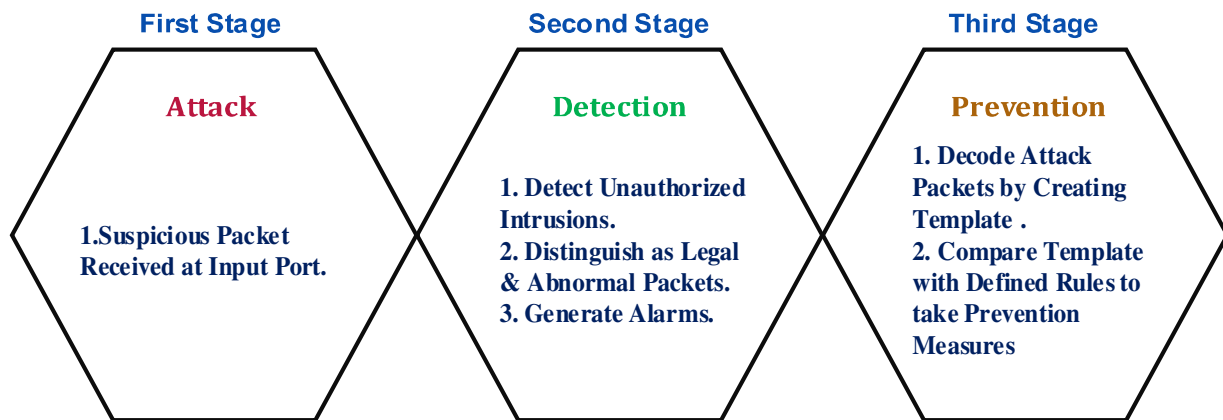 First Stage
Attack
1.Suspicious Packet
Received at Input Port.
Second Stage
Detection
1. Detect Unauthorized
Intrusions.
2. Distinguish as Legal
& Abnormal Packets.
3. Generate Alarms.
Third Stage
Prevention
1. Decode Attack
Packets by Creating
Template .
2. Compare Template
with Defined Rules to
take Prevention
Measures